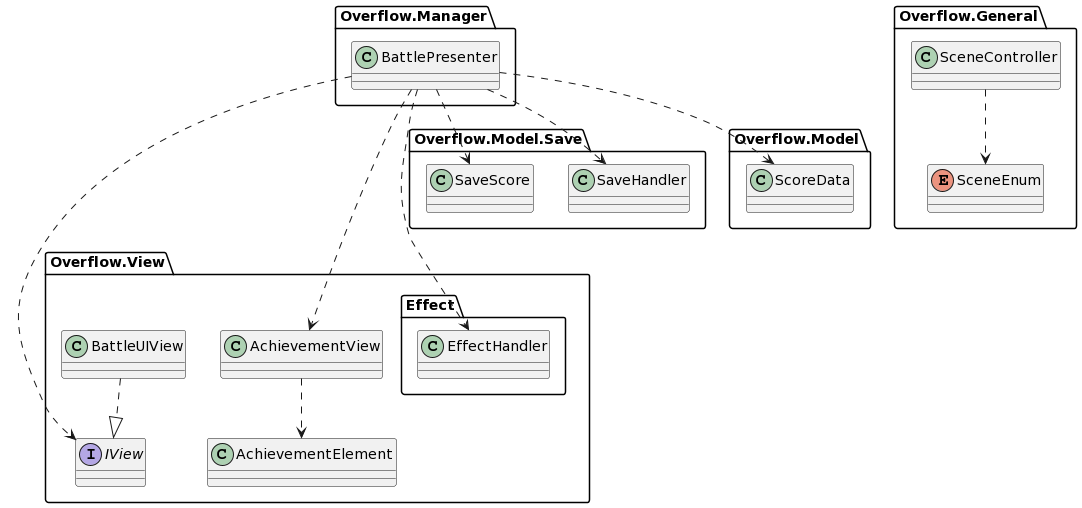 Overflow.Manager
Overflow.General
C BattlePresenter
C SceneController
Overflow.Model.Save
Overflow.Model
C SaveScore
C SaveHandler
C ScoreData
E SceneEnum
Overflow.View
Effect
C BattleUIView
C AchievementView
C EffectHandler
I IView
C AchievementElement